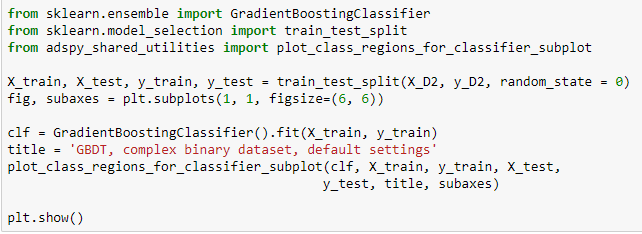 from sklearn.ensemble import GradientBoostingClassifier
from sklearn.model_selection import train_test_split
from adspy_shared_utilities import plot_class_regions_for_classifier_subplot
X_train, X_test, y_train, y_test = train_test_split(X_D2, y_D2, random_state = 0)
fig, subaxes = plt.subplots(1, 1, figsize=(6, 6))
clf = GradientBoostingClassifier().fit(X_train, y_train)
title = 'GBDT, complex binary dataset, default settings'
plot_class_regions_for_classifier_subplot(clf, X_train, y_train, X_test,
y_test, title, subaxes)
plt.show()